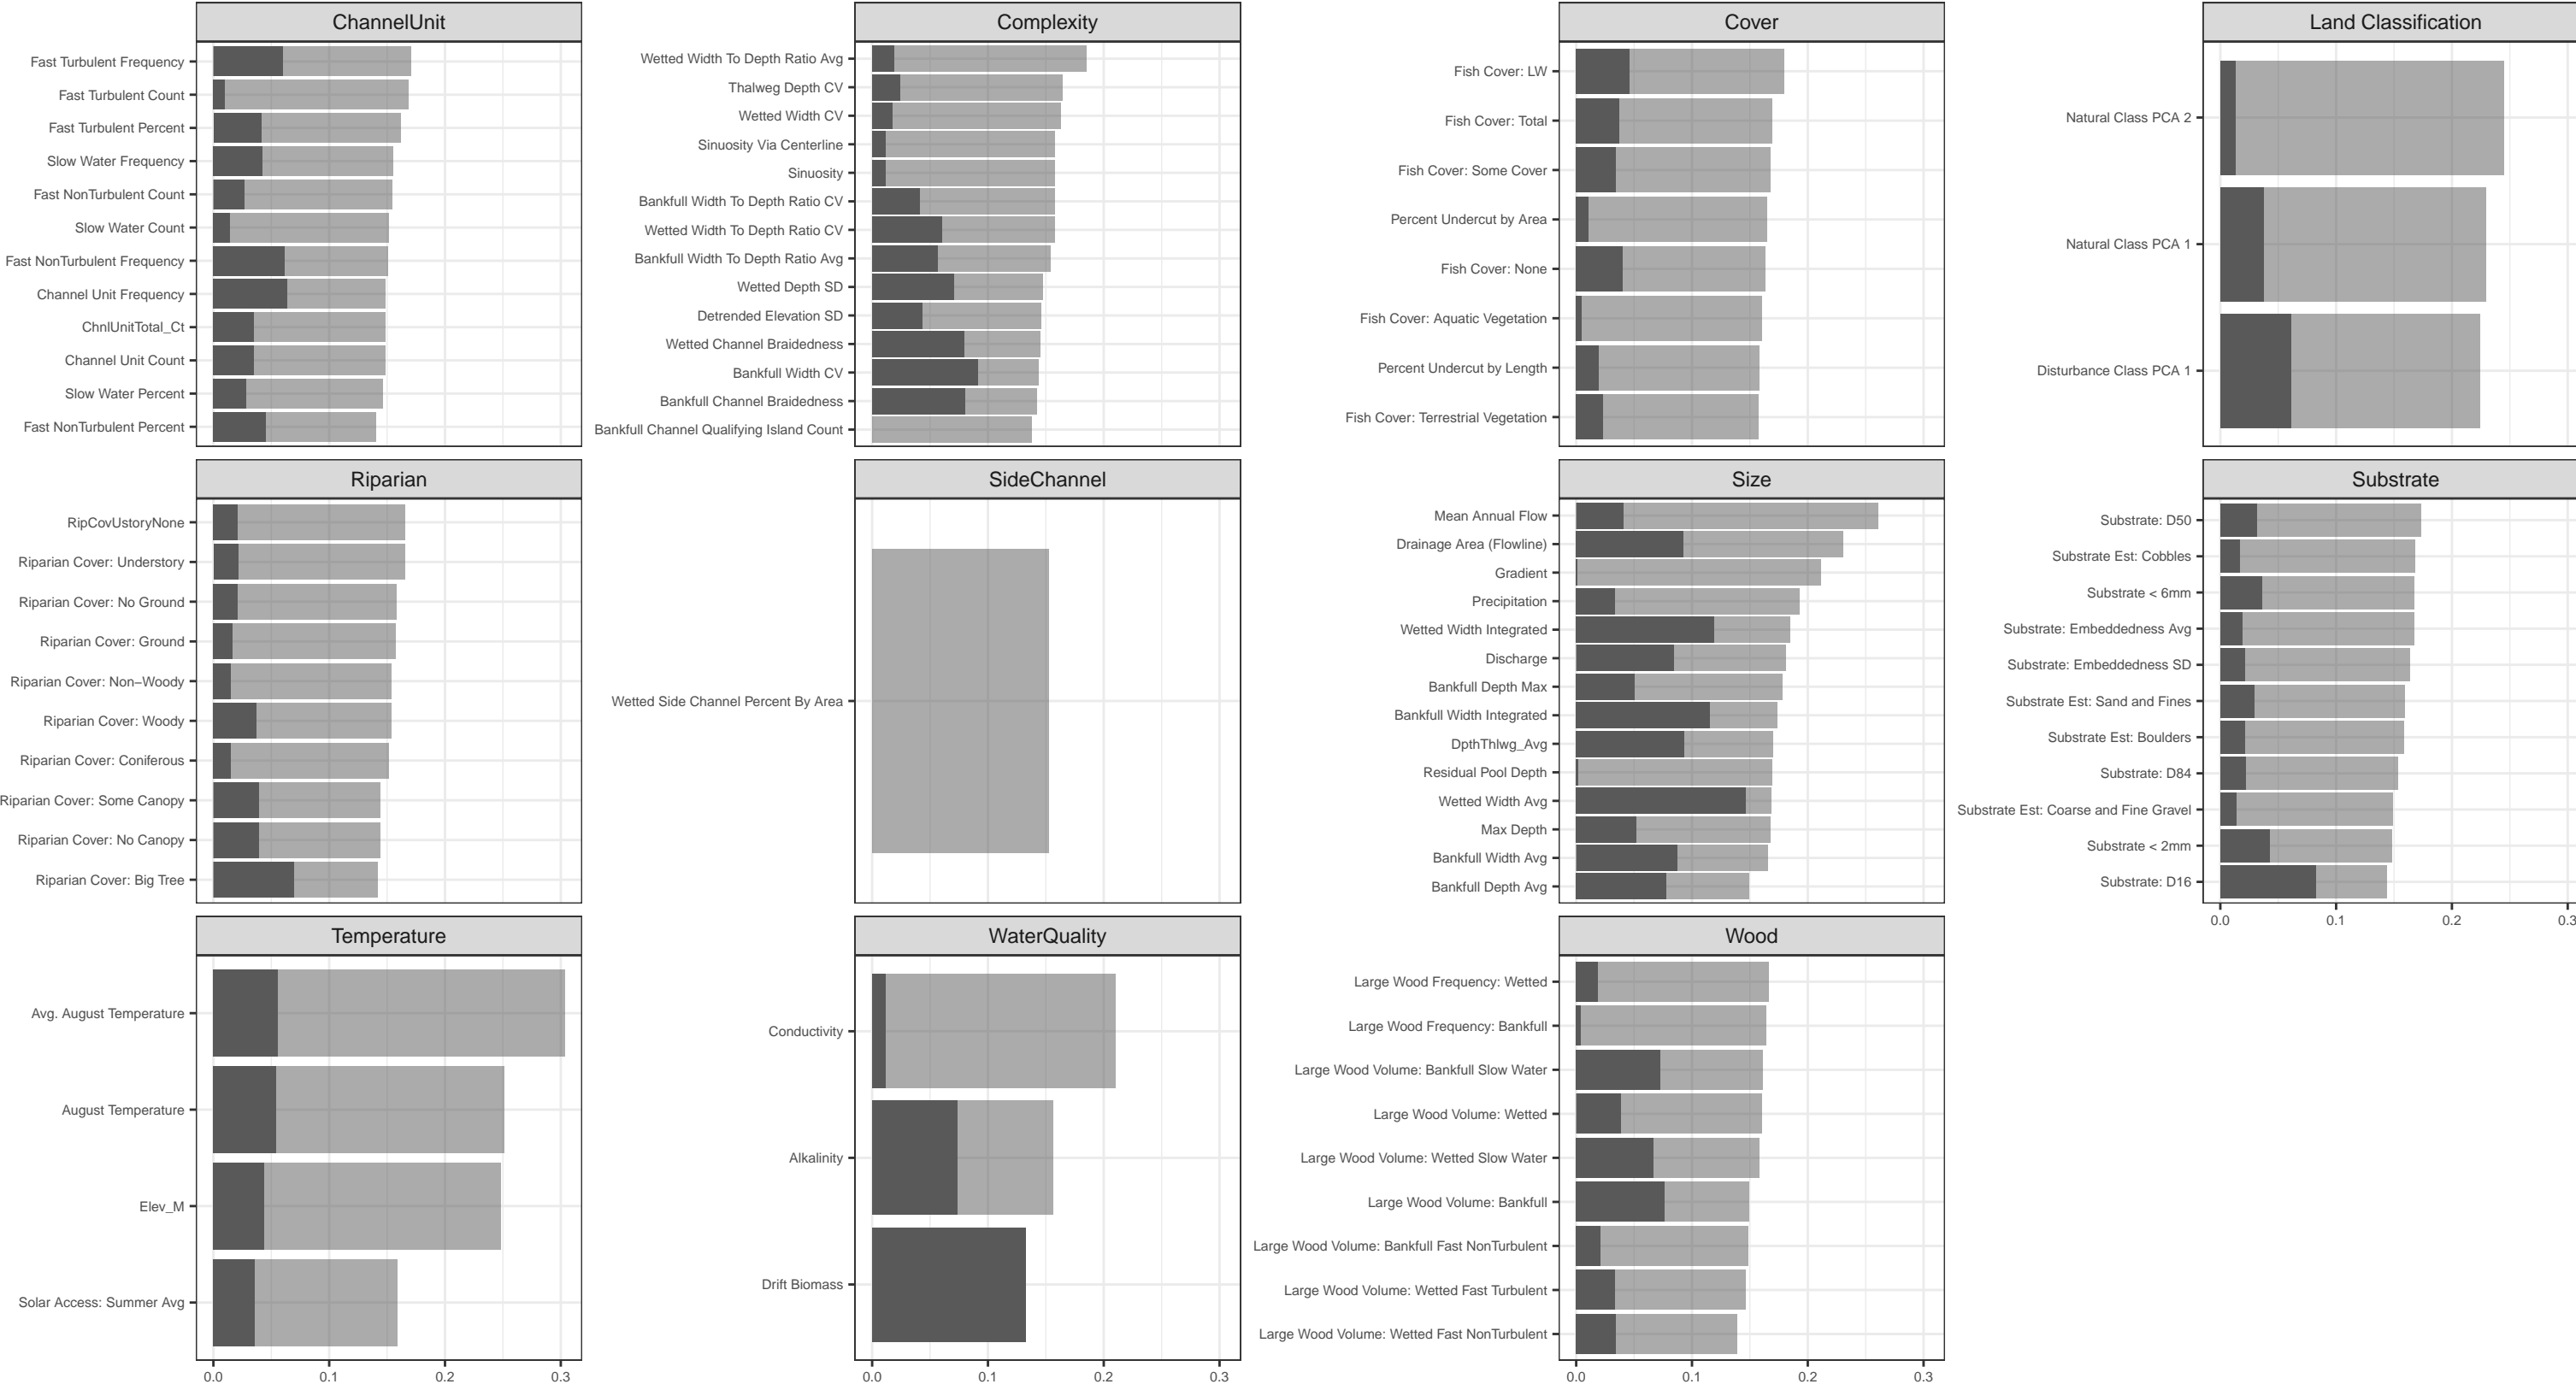 ChannelUnit
Fast Turbulent Frequency
Fast Turbulent Count
Fast Turbulent Percent
Slow Water Frequency
Fast NonTurbulent Count
Slow Water Count
Fast NonTurbulent Frequency
Channel Unit Frequency
ChnlUnitTotal_Ct
Channel Unit Count
Slow Water Percent
Fast NonTurbulent Percent
Complexity
Wetted Width To Depth Ratio Avg
Thalweg Depth CV
Wetted Width CV
Sinuosity Via Centerline
Sinuosity
Bankfull Width To Depth Ratio CV
Wetted Width To Depth Ratio CV
Bankfull Width To Depth Ratio Avg
Wetted Depth SD
Detrended Elevation SD
Wetted Channel Braidedness
Bankfull Width CV
Bankfull Channel Braidedness
Bankfull Channel Qualifying Island Count
Cover
Fish Cover: LW
Fish Cover: Total
Fish Cover: Some Cover
Percent Undercut by Area
Fish Cover: None
Fish Cover: Aquatic Vegetation
Percent Undercut by Length
Fish Cover: Terrestrial Vegetation
Land Classification
Natural Class PCA 2
Natural Class PCA 1
Disturbance Class PCA 1
Riparian
RipCovUstoryNone
Riparian Cover: Understory
Riparian Cover: No Ground
Riparian Cover: Ground
Riparian Cover: Non−Woody
Riparian Cover: Woody
Riparian Cover: Coniferous
Riparian Cover: Some Canopy
Riparian Cover: No Canopy
Riparian Cover: Big Tree
SideChannel
Wetted Side Channel Percent By Area
Size
Mean Annual Flow
Drainage Area (Flowline)
Gradient
Precipitation
Wetted Width Integrated
Discharge
Bankfull Depth Max
Bankfull Width Integrated
DpthThlwg_Avg
Residual Pool Depth
Wetted Width Avg
Max Depth
Bankfull Width Avg
Bankfull Depth Avg
Substrate
Substrate: D50
Substrate Est: Cobbles
Substrate < 6mm
Substrate: Embeddedness Avg
Substrate: Embeddedness SD
Substrate Est: Sand and Fines
Substrate Est: Boulders
Substrate: D84
Substrate Est: Coarse and Fine Gravel
Substrate < 2mm
Substrate: D16
0.0 0.1 0.2 0.3
Temperature
Avg. August Temperature
August Temperature
Elev_M
Solar Access: Summer Avg
0.0 0.1 0.2 0.3
WaterQuality
Conductivity
Alkalinity
Drift Biomass
0.0 0.1 0.2 0.3
Wood
Large Wood Frequency: Wetted
Large Wood Frequency: Bankfull
Large Wood Volume: Bankfull Slow Water
Large Wood Volume: Wetted
Large Wood Volume: Wetted Slow Water
Large Wood Volume: Bankfull
Large Wood Volume: Bankfull Fast NonTurbulent
Large Wood Volume: Wetted Fast Turbulent
Large Wood Volume: Wetted Fast NonTurbulent
0.0 0.1 0.2 0.3